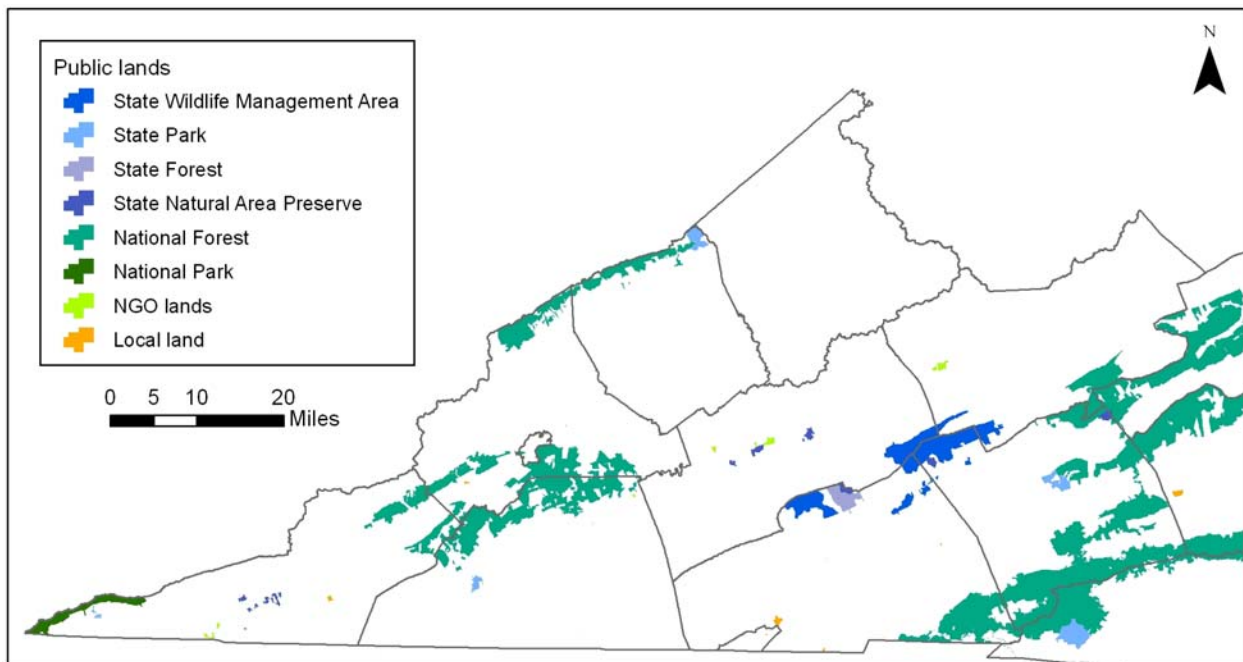 N
Public lands
State Wildlife Management Area
State Park
State Forest
State Natural Area Preserve
National Forest
National Park
NGO lands
Local land
0 5 10 20
Miles